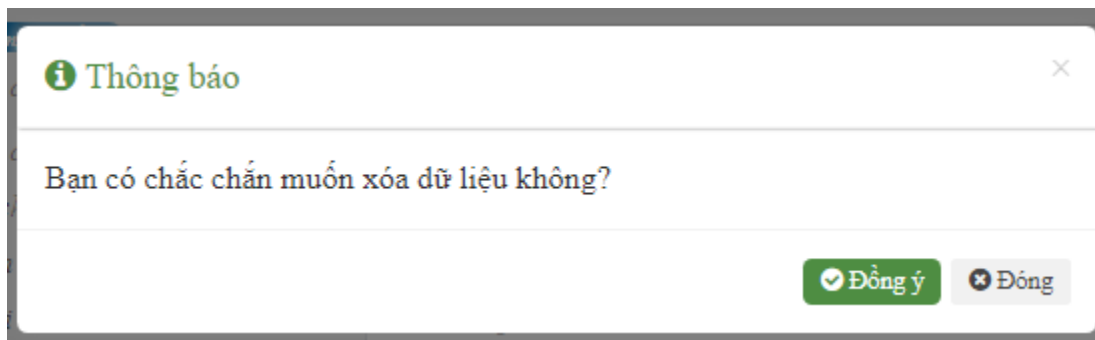 Thông báo
Bạn có chắc chắn muốn xóa dữ liệu không?
Đồng ý
Đóng